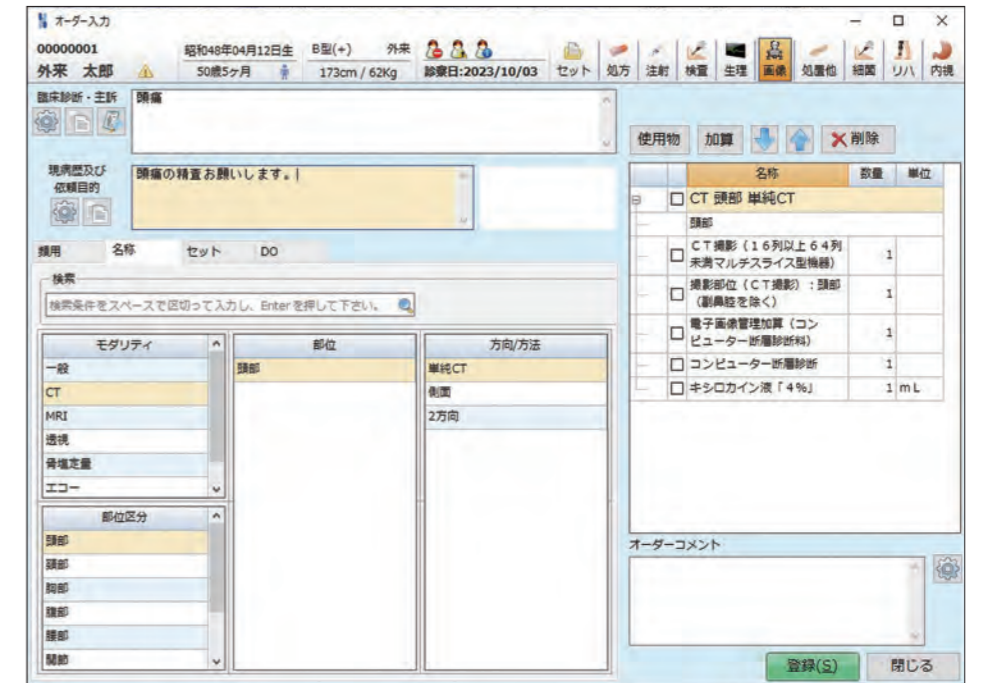 オーダー入力
00000001
外来 太郎
昭和48年04月12日生
50歳5ヶ月
B型(+) 外来
173cm / 62Kg
診察日:2023/10/03
セット
処方
注射
検査
生理
画像
処置他
細菌
リハ
内視
臨床診断・主訴
頭痛
現病歴及び
依頼目的
頭痛の精査お願いします。
頻用
名称
セット
DO
検索
検索条件をスペースで区切って入力し、Enterを押して下さい。
モダリティ
一般
CT
MRI
透視
骨塩定量
エコー
部位区分
頭部
頸部
胸部
腹部
腰部
関節
部位
頭部
方向/方法
単純CT
側面
2方向
使用物
加算
削除
名称 数量 単位
CT 頭部 単純CT
頭部
CT撮影(16列以上64列
未満マルチスライス型機器) 1
撮影部位(CT撮影):頭部
(副鼻腔を除く) 1
電子画像管理加算(コン
ピューター断層診断料) 1
コンピューター断層診断 1
キシロカイン液「4%」 1 mL
オーダーコメント
登録(S)
閉じる